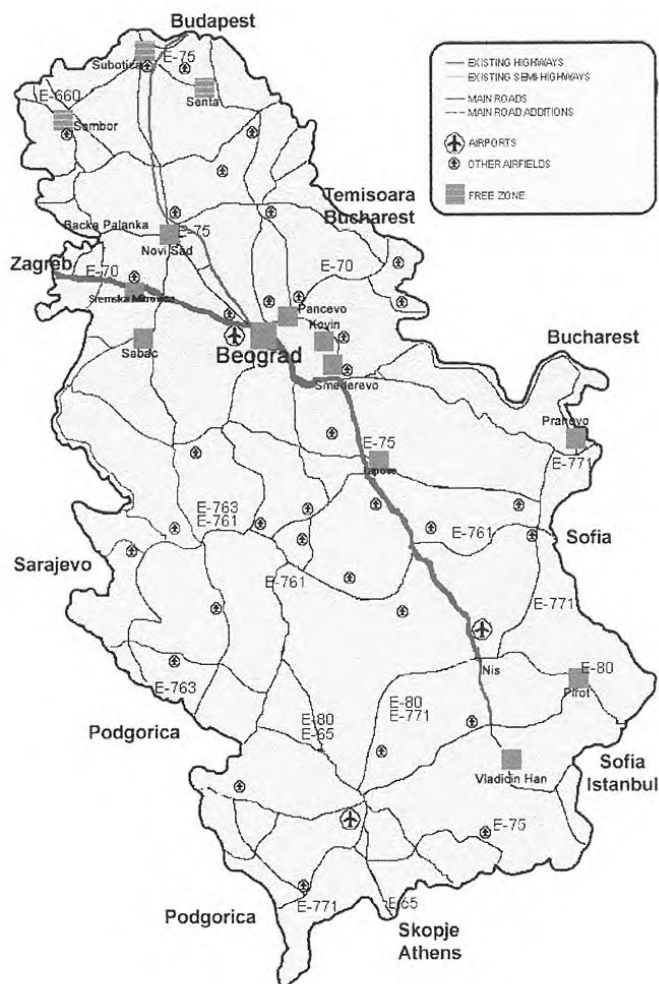 Budapest
Subotica
E-75
Senta
E-660
Sombor
EXISTING HIGHWAYS
EXISTING SEMI-HIGHWAYS
MAIN ROADS
MAIN ROAD ADDITIONS
AIRPORTS
OTHER AIRFIELDS
FREE ZONE
Temisoara
Bucharest
Backa Palanka
E-75
Novi Sad
Zagreb
E-70
E-70
Sremska Mitrovica
Pancevo
Kovin
Bucharest
Sabac
Beograd
Smederevo
Prahovo
E-75
E-771
Lapovo
E-763
E-761
E-761
Sofia
Sarajevo
E-761
E-771
Nis
E-80
Pirot
E-763
E-80
E-771
Podgorica
E-80
E-65
Sofia
Istanbul
Vladicin Han
E-75
E-771
E-65
Podgorica
Skopje
Athens